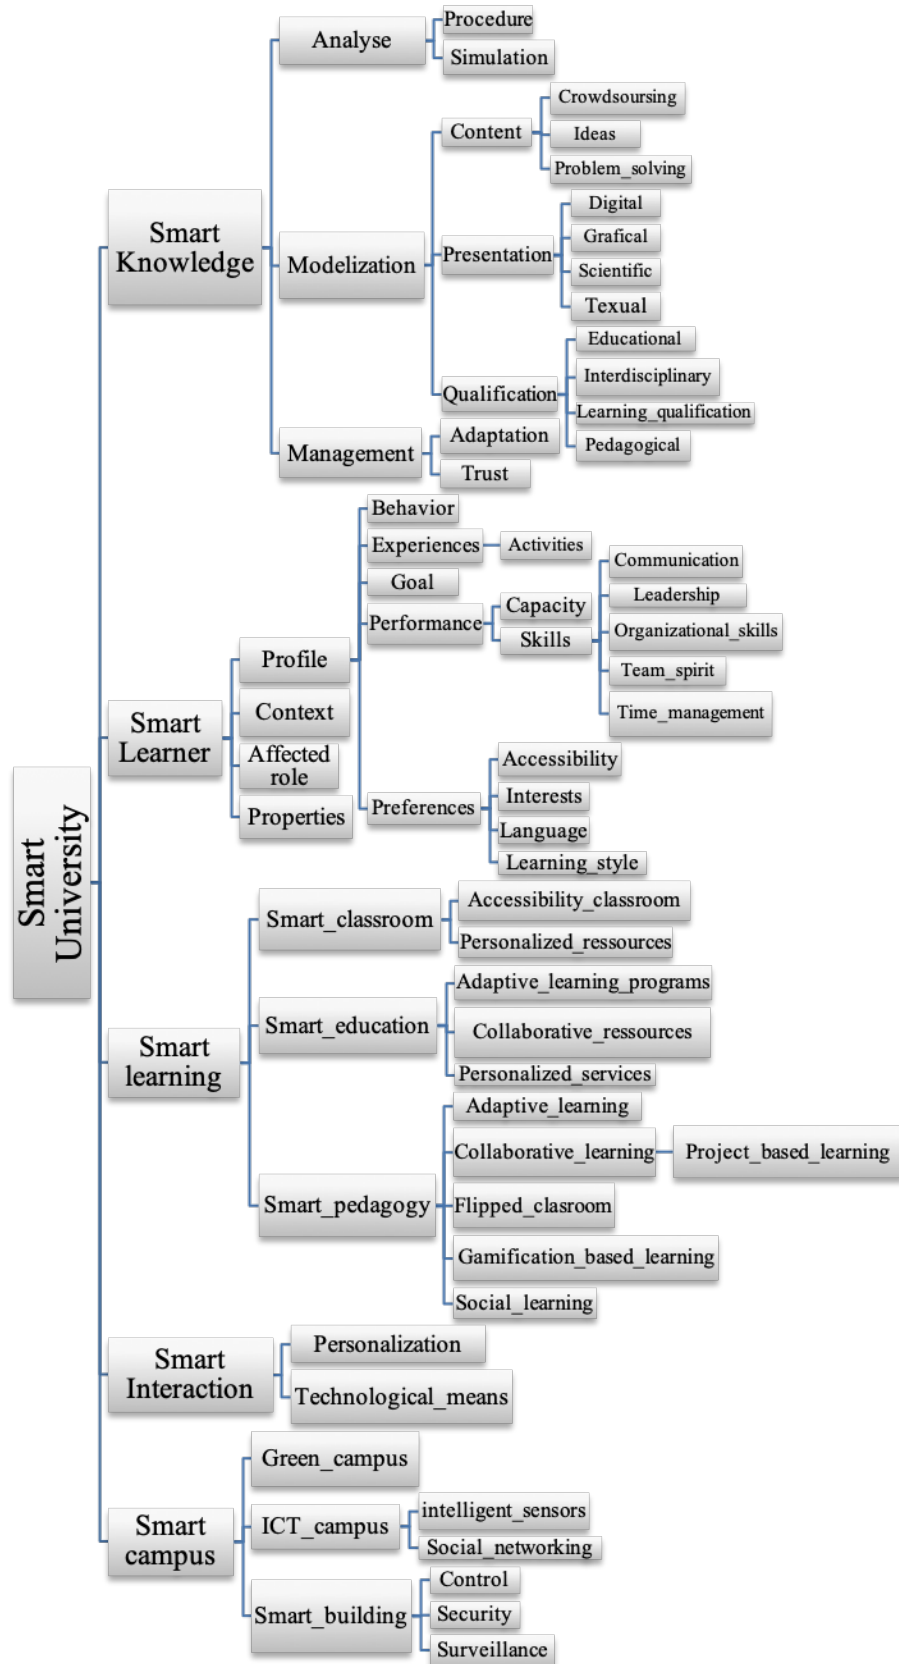 Smart
University
Smart
Knowledge
Analyse
Procedure
Simulation
Modelization
Content
Crowdsoursing
Ideas
Problem_solving
Presentation
Digital
Grafical
Scientific
Texual
Qualification
Educational
Interdisciplinary
Learning_qualification
Pedagogical
Management
Adaptation
Trust
Smart
Learner
Profile
Behavior
Experiences
Activities
Goal
Performance
Capacity
Skills
Communication
Leadership
Organizational_skills
Team_spirit
Time_management
Preferences
Accessibility
Interests
Language
Learning_style
Context
Affected
role
Properties
Smart
learning
Smart_classroom
Accessibility_classroom
Personalized_ressources
Smart_education
Adaptive_learning_programs
Collaborative_ressources
Personalized_services
Smart_pedagogy
Adaptive_learning
Collaborative_learning
Project_based_learning
Flipped_clasroom
Gamification_based_learning
Social_learning
Smart
Interaction
Personalization
Technological_means
Smart
campus
Green_campus
ICT_campus
intelligent_sensors
Social_networking
Smart_building
Control
Security
Surveillance